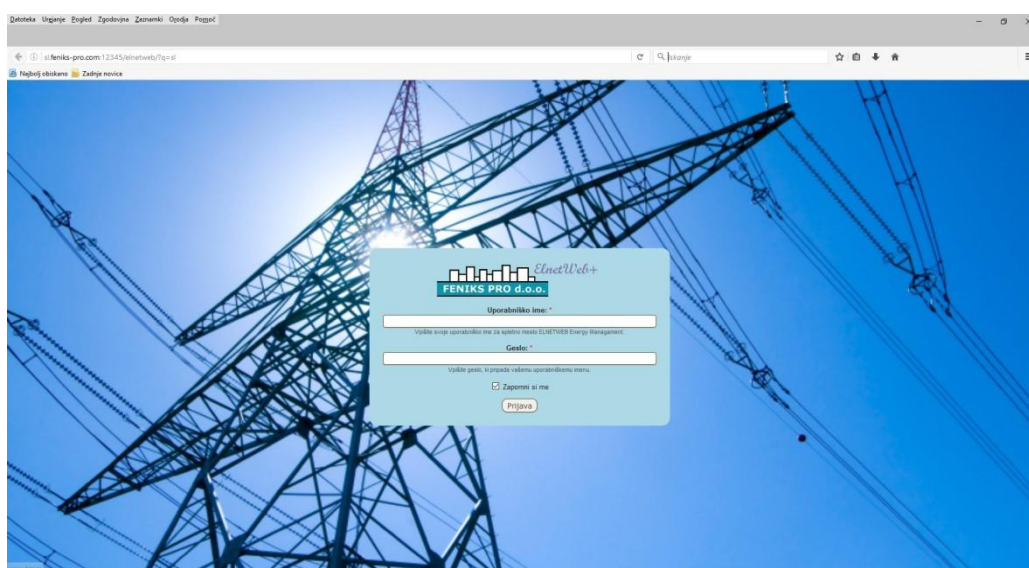 Datoteka Urejanje Pogled Zgodovina Zaznamki Orodja Pomoč
sl.feniks-pro.com:12345/elnetweb/?q=sl
Iskanje
Najbolj obiskano Zadnje novice
ElnetWeb+
FENIKS PRO d.o.o.
Uporabniško ime: *
Vpišite svoje uporabniško ime za spletno mesto ELNETWEB Energy Managament.
Geslo: *
Vpišite geslo, ki pripada vašemu uporabniškemu imenu.
Zapomni si me
Prijava